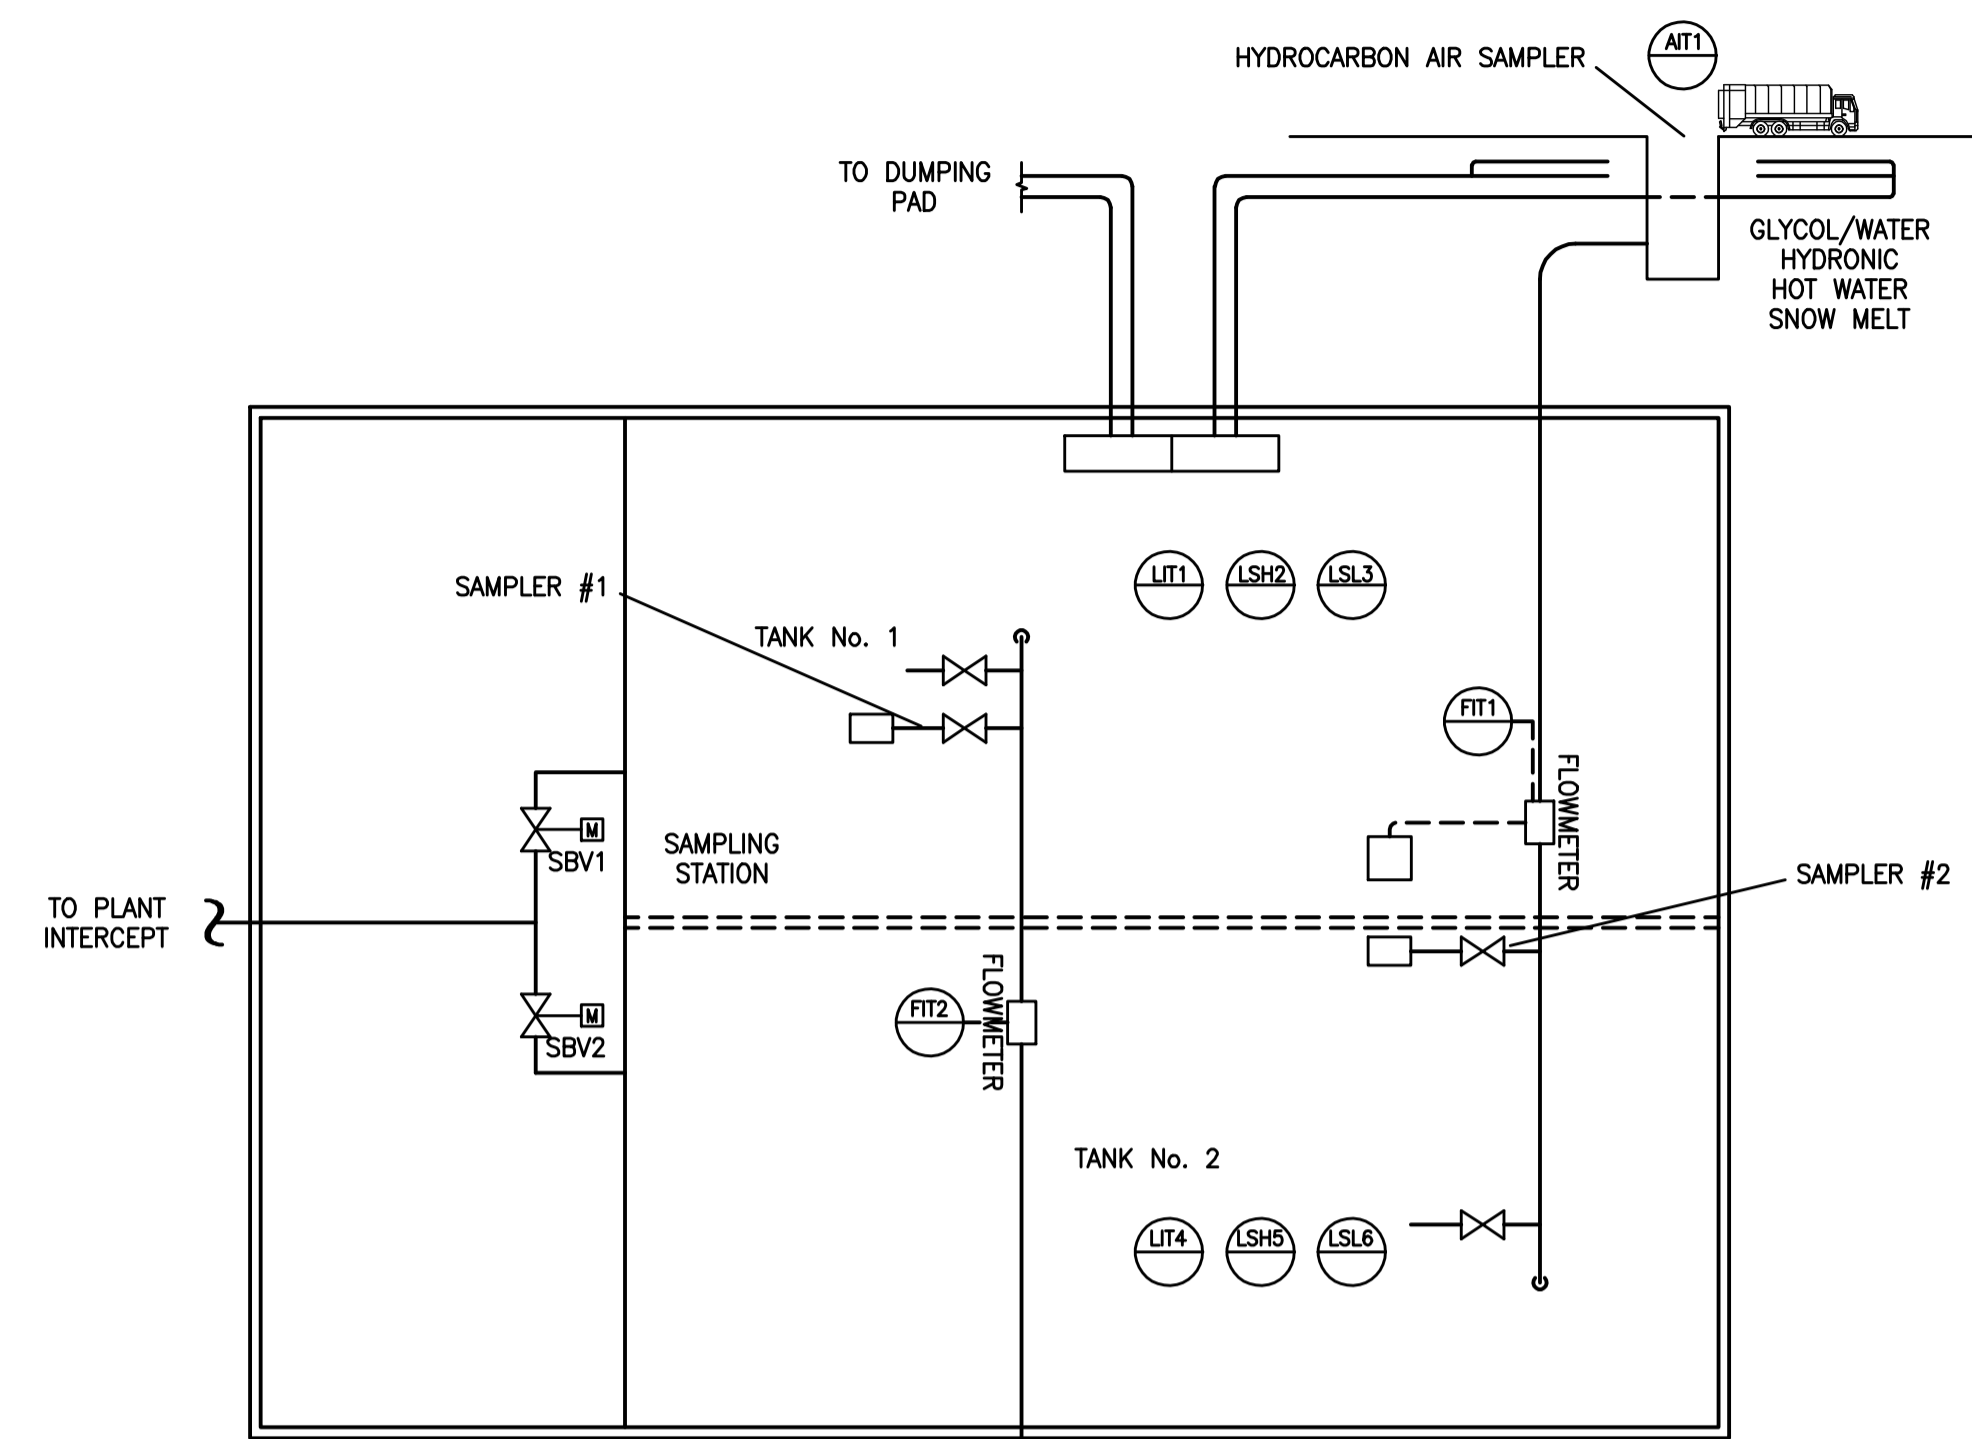 AIT1
HYDROCARBON AIR SAMPLER
TO DUMPING
PAD
GLYCOL/WATER
HYDRONIC
HOT WATER
SNOW MELT
LIT1
LSH2
LSL3
SAMPLER #1
TANK No. 1
FIT1
FLOWMETER
M
SBV1
SAMPLING
STATION
SAMPLER #2
TO PLANT
INTERCEPT
FLOWMETER
FIT2
M
SBV2
TANK No. 2
LIT4
LSH5
LSL6